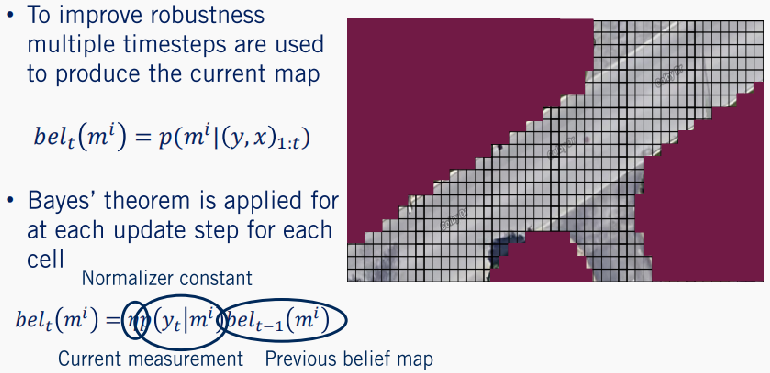 • To improve robustness
multiple timesteps are used
to produce the current map
bel_t(m^i) = p(m^i|(y, x)_{1:t})
• Bayes' theorem is applied for
at each update step for each
cell
Normalizer constant
bel_t(m^i) = ηp(y_t|m^i)bel_{t−1}(m^i)
Current measurement Previous belief map